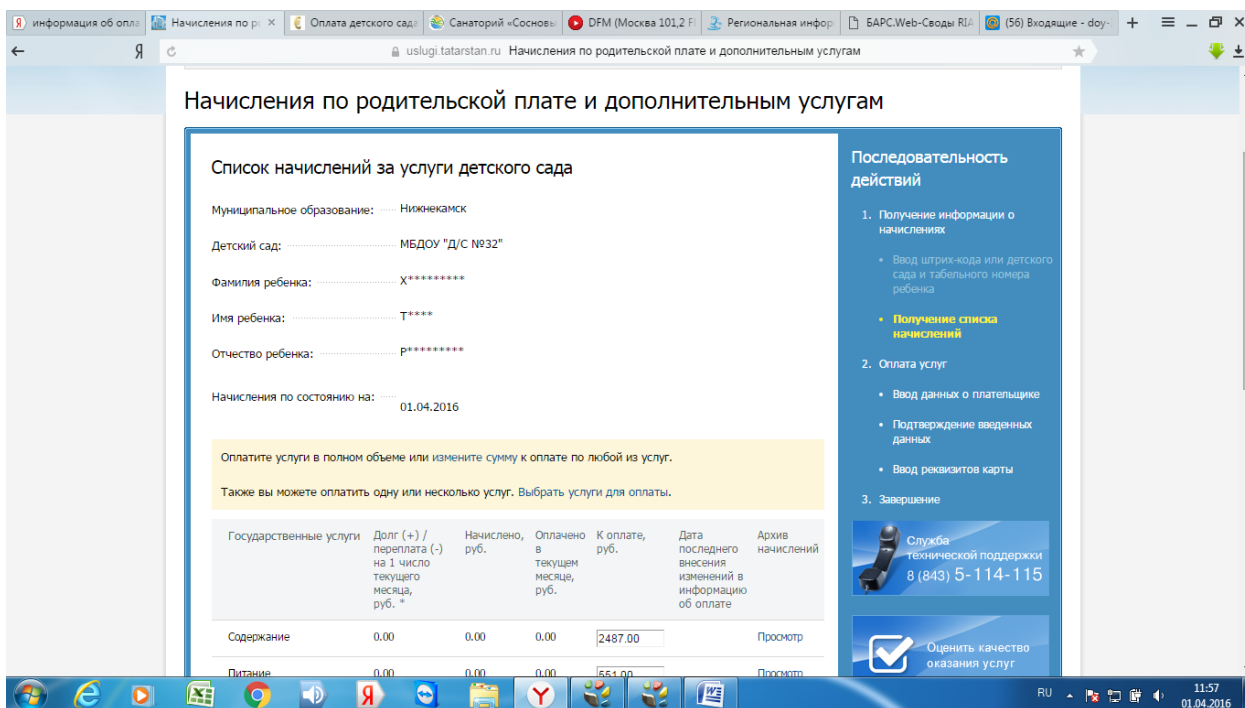 информация об опла
Начисления по ро
Оплата детского сада
Санаторий «Соснов
DFM (Москва 101,2 F
Региональная инфор
БАРС.Web-Своды RIA
(56) Входящие - doy-
uslugi.tatarstan.ru Начисления по родительской плате и дополнительным услугам
Начисления по родительской плате и дополнительным услугам
Список начислений за услуги детского сада
Муниципальное образование: Нижнекамск
Детский сад: МБДОУ "Д/С №32"
Фамилия ребенка: Х*********
Имя ребенка: Т****
Отчество ребенка: Р*********
Начисления по состоянию на: 01.04.2016
Оплатите услуги в полном объеме или измените сумму к оплате по любой из услуг.
Также вы можете оплатить одну или несколько услуг. Выбрать услуги для оплаты.
Государственные услуги
Долг (+) /
переплата (-)
на 1 число
текущего
месяца,
руб. *
Начислено,
руб.
Оплачено
в
текущем
месяце,
руб.
К оплате,
руб.
Дата
последнего
внесения
изменений в
информацию
об оплате
Архив
начислений
Содержание 0.00 0.00 0.00 2487.00 Просмотр
Питание 0.00 0.00 0.00 551.00 Просмотр
Последовательность
действий
1. Получение информации о
начислениях
• Ввод штрих-кода или детского
сада и табельного номера
ребенка
• Получение списка
начислений
2. Оплата услуг
• Ввод данных о плательщике
• Подтверждение введенных
данных
• Ввод реквизитов карты
3. Завершение
Служба
технической поддержки
8 (843) 5-114-115
Оценить качество
оказания услуг
RU
11:57
01.04.2016